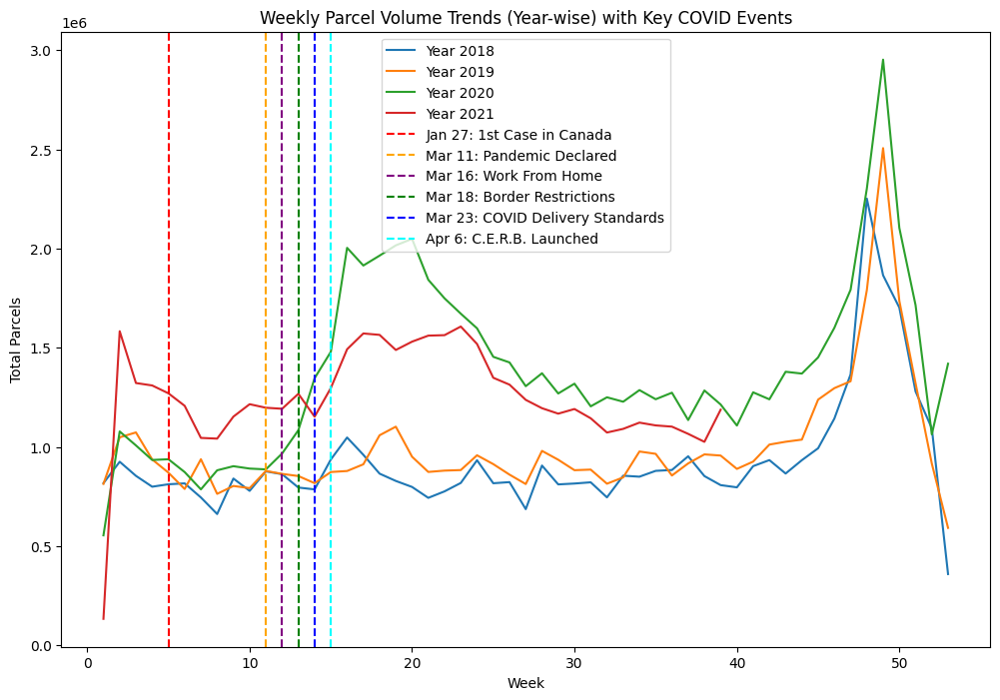 Weekly Parcel Volume Trends (Year-wise) with Key COVID Events
1e6
3.0
2.5
2.0
1.5
1.0
0.5
0.0
Total Parcels
Year 2018
Year 2019
Year 2020
Year 2021
Jan 27: 1st Case in Canada
Mar 11: Pandemic Declared
Mar 16: Work From Home
Mar 18: Border Restrictions
Mar 23: COVID Delivery Standards
Apr 6: C.E.R.B. Launched
0 10 20 30 40 50
Week